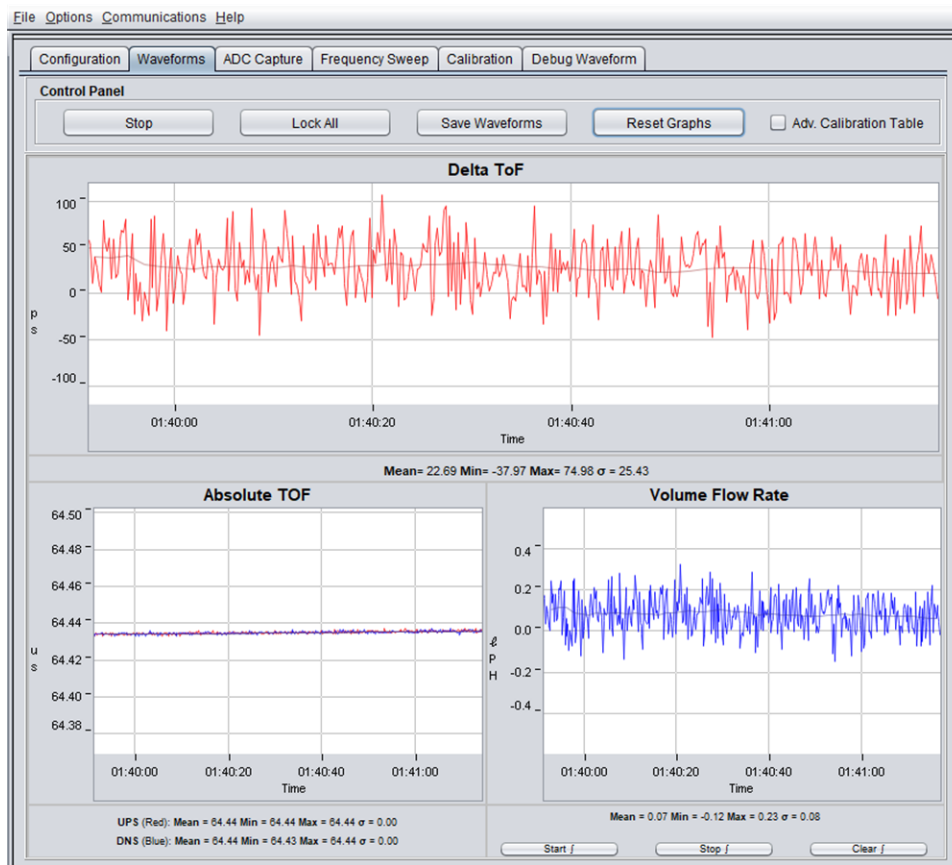 File Options Communications Help
Configuration Waveforms ADC Capture Frequency Sweep Calibration Debug Waveform
Control Panel
Stop Lock All Save Waveforms Reset Graphs Adv. Calibration Table
Delta ToF
100
50
0
-50
-100
ps
01:40:00 01:40:20 01:40:40 01:41:00
Time
Mean= 22.69 Min= -37.97 Max= 74.98 σ = 25.43
Absolute TOF
64.50
64.48
64.46
64.44
64.42
64.40
64.38
us
01:40:00 01:40:20 01:40:40 01:41:00
Time
UPS (Red): Mean = 64.44 Min = 64.44 Max = 64.44 σ = 0.00
DNS (Blue): Mean = 64.44 Min = 64.43 Max = 64.44 σ = 0.00
Volume Flow Rate
0.4
0.2
0.0
-0.2
-0.4
ℓPH
01:40:00 01:40:20 01:40:40 01:41:00
Time
Mean = 0.07 Min = -0.12 Max = 0.23 σ = 0.08
Start ∫ Stop ∫ Clear ∫